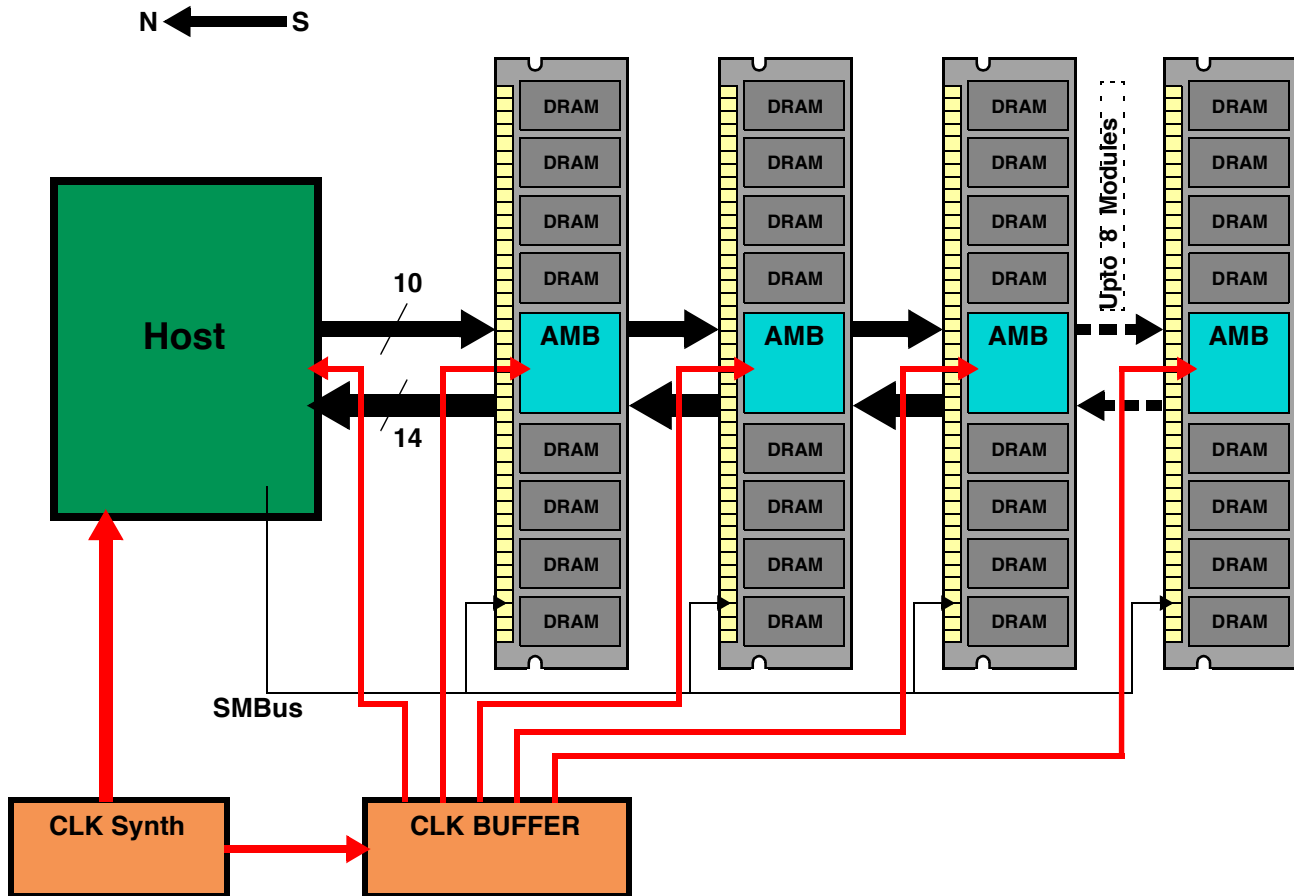 N S
DRAM DRAM DRAM DRAM
DRAM DRAM DRAM DRAM
DRAM DRAM DRAM DRAM
DRAM DRAM DRAM DRAM
Upto 8 Modules
10
Host
AMB AMB AMB AMB
14
DRAM DRAM DRAM DRAM
DRAM DRAM DRAM DRAM
DRAM DRAM DRAM DRAM
DRAM DRAM DRAM DRAM
SMBus
CLK Synth
CLK BUFFER